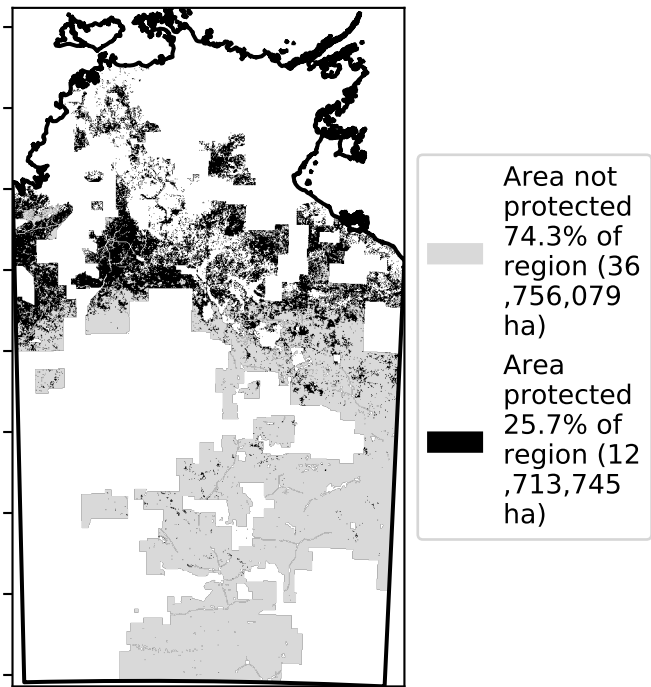 Area not
protected
74.3% of
region (36
,756,079
ha)
Area
protected
25.7% of
region (12
,713,745
ha)